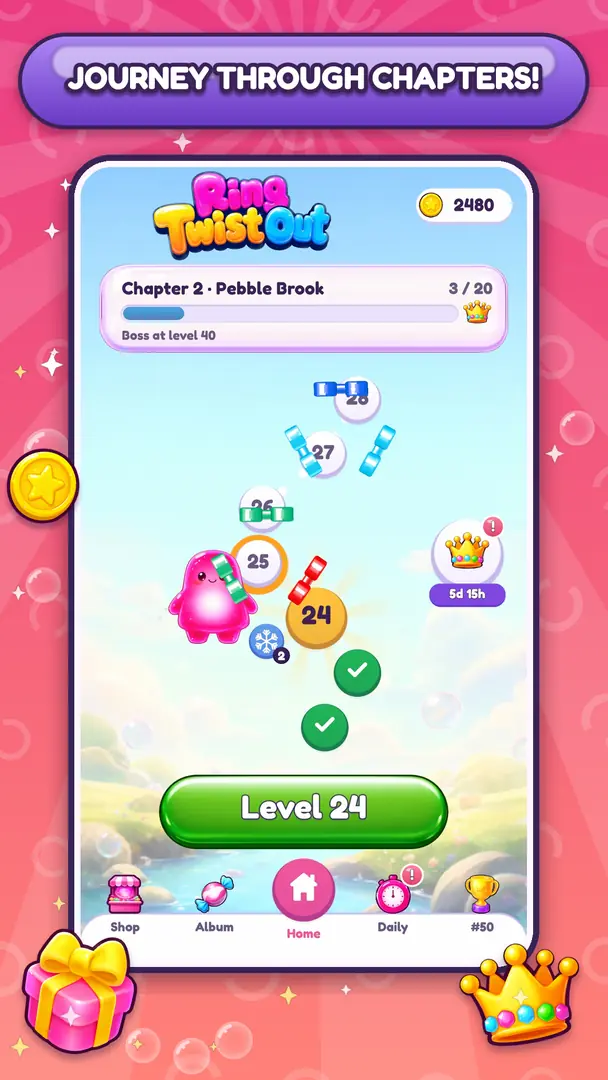 JOURNEY THROUGH CHAPTERS!
Ring
Twist Out
2480
Chapter 2 · Pebble Brook
3 / 20
Boss at level 40
28
27
26
25
!
5d 15h
24
2
Level 24
!
Shop
Album
Home
Daily
#50